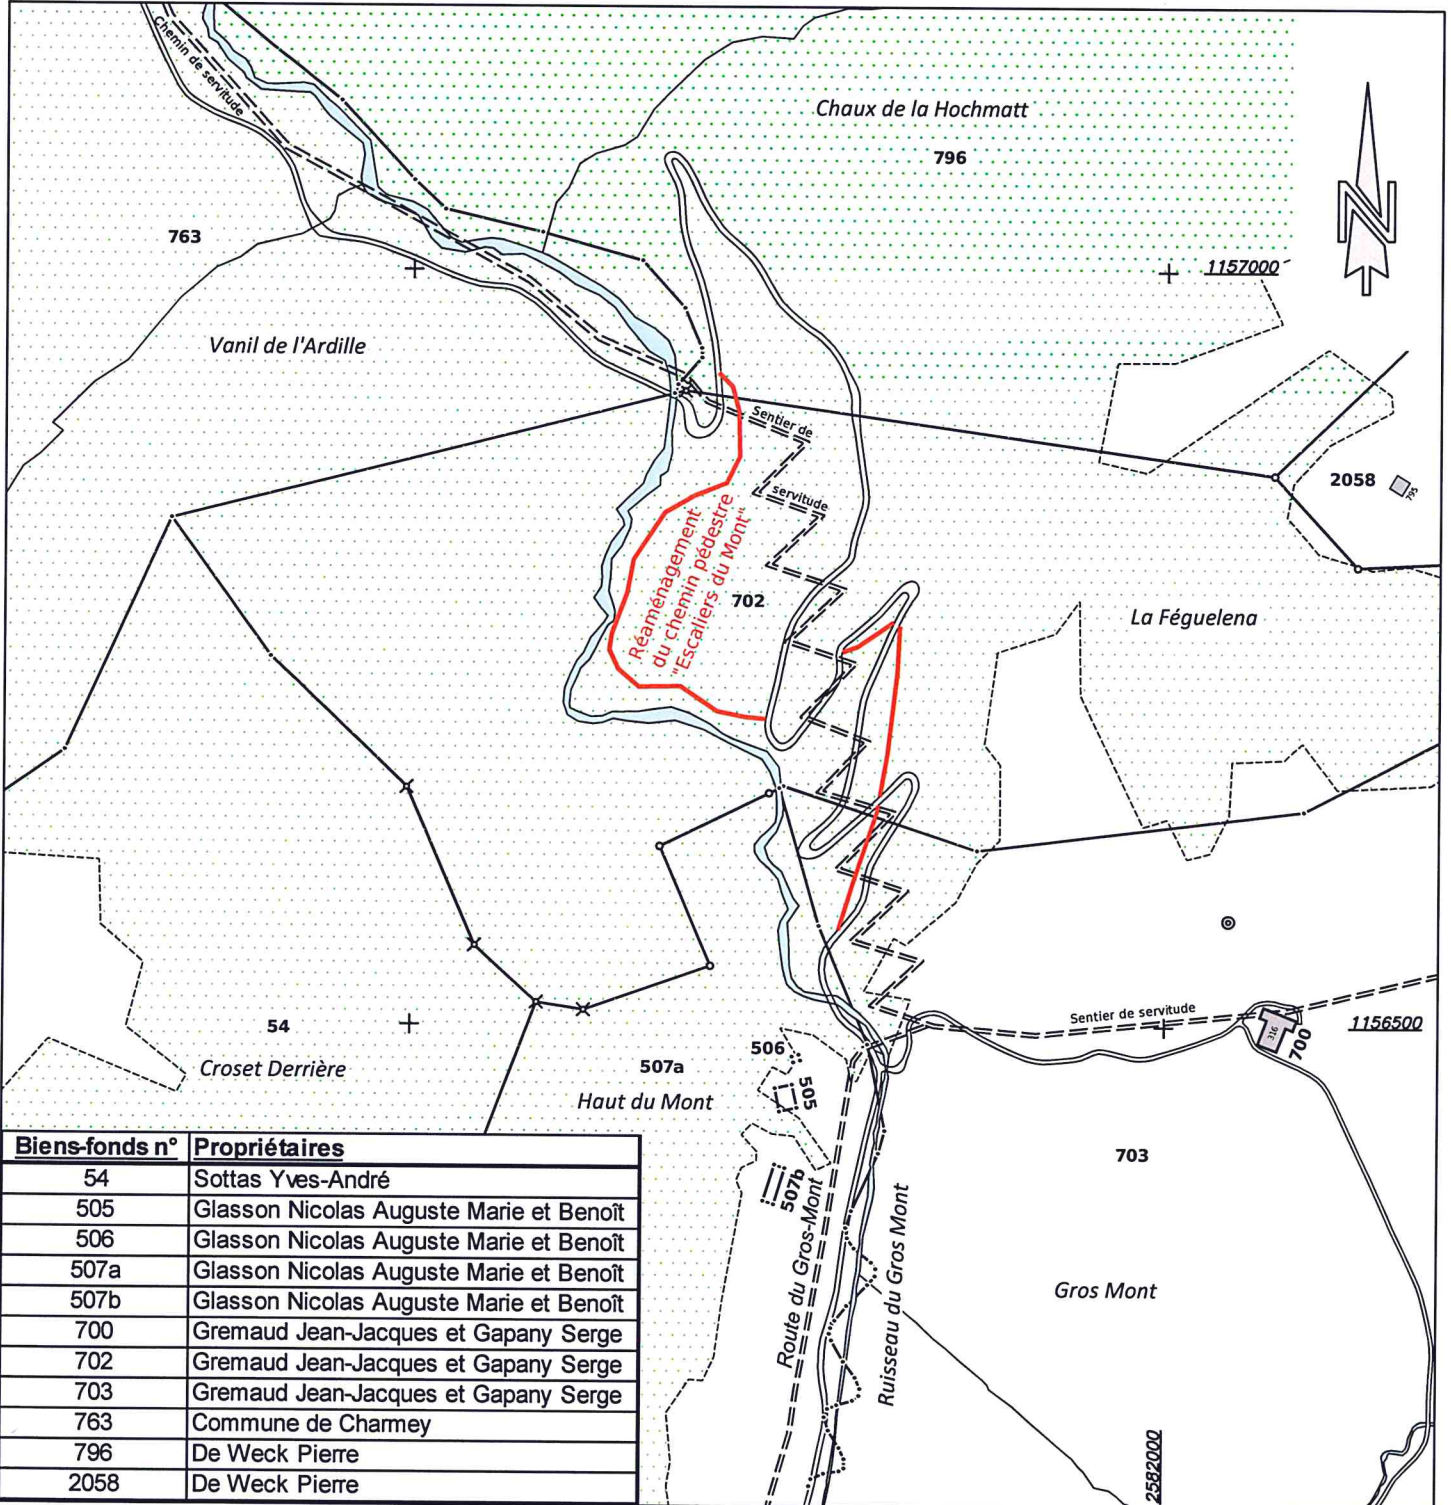 Chemin de servitude
Chaux de la Hochmatt
796
763
1157000
N
Vanil de l'Ardille
Sentier de
servitude
2058
795
Réaménagement
du chemin pédestre
"Escaliers du Mont"
702
La Féguelena
54
Croset Derrière
506
507a
505
Haut du Mont
Sentier de servitude
316
700
1156500
507b
703
Route du Gros-Mont
Ruisseau du Gros Mont
Gros Mont
2582000
Biens-fonds n° Propriétaires
54 Sottas Yves-André
505 Glasson Nicolas Auguste Marie et Benoît
506 Glasson Nicolas Auguste Marie et Benoît
507a Glasson Nicolas Auguste Marie et Benoît
507b Glasson Nicolas Auguste Marie et Benoît
700 Gremaud Jean-Jacques et Gapany Serge
702 Gremaud Jean-Jacques et Gapany Serge
703 Gremaud Jean-Jacques et Gapany Serge
763 Commune de Charmey
796 De Weck Pierre
2058 De Weck Pierre